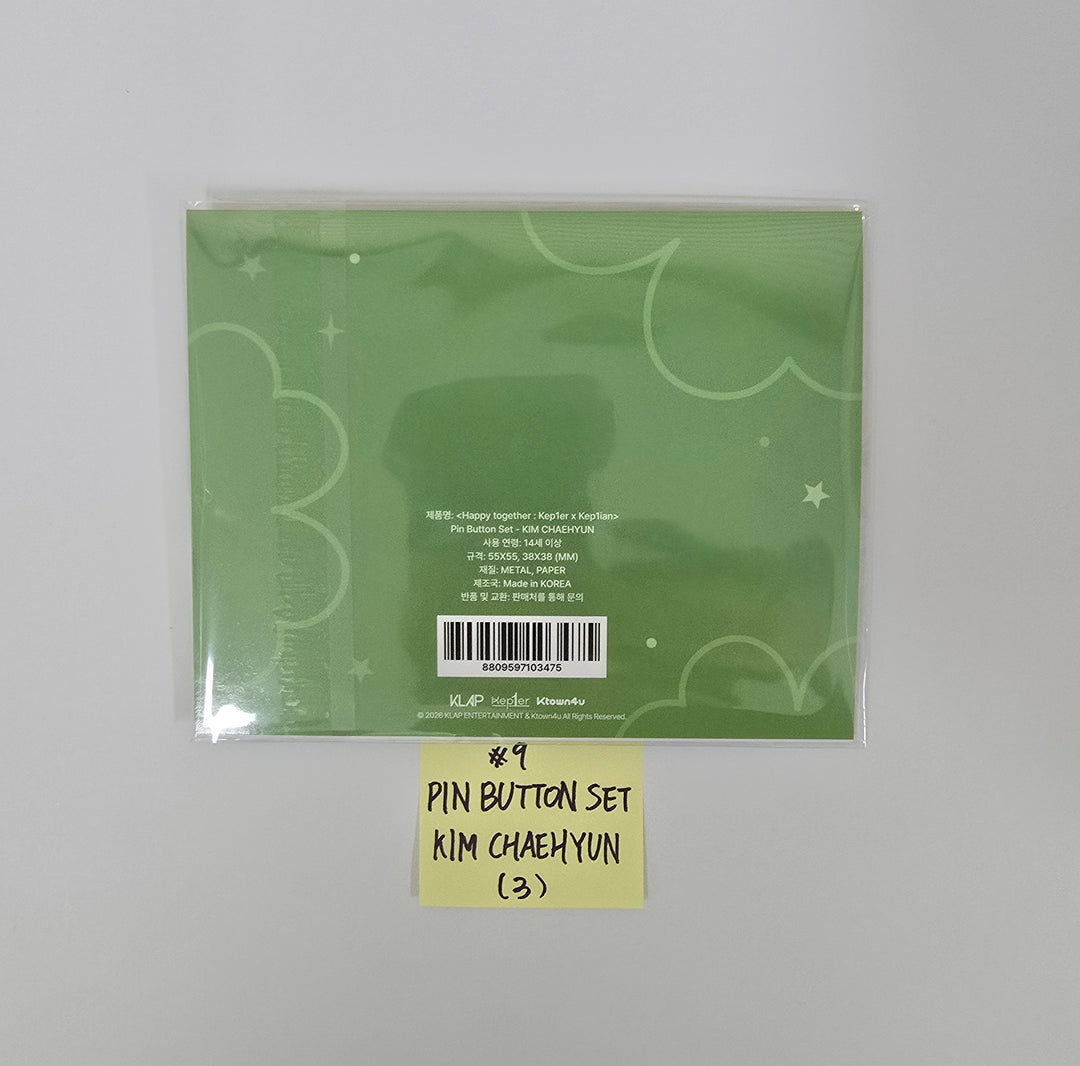 제품명: <Happy together : Kep1er x Kep1ian>
Pin Button Set - KIM CHAEHYUN
사용 연령: 14세 이상
규격: 55X55, 38X38 (MM)
재질: METAL, PAPER
제조국: Made in KOREA
반품 및 교환: 판매처를 통해 문의
8809597103475
KLAP Kep1er Ktown4u
© 2026 KLAP ENTERTAINMENT & Ktown4u All Rights Reserved.
#9
PIN BUTTON SET
KIM CHAEHYUN
(3)